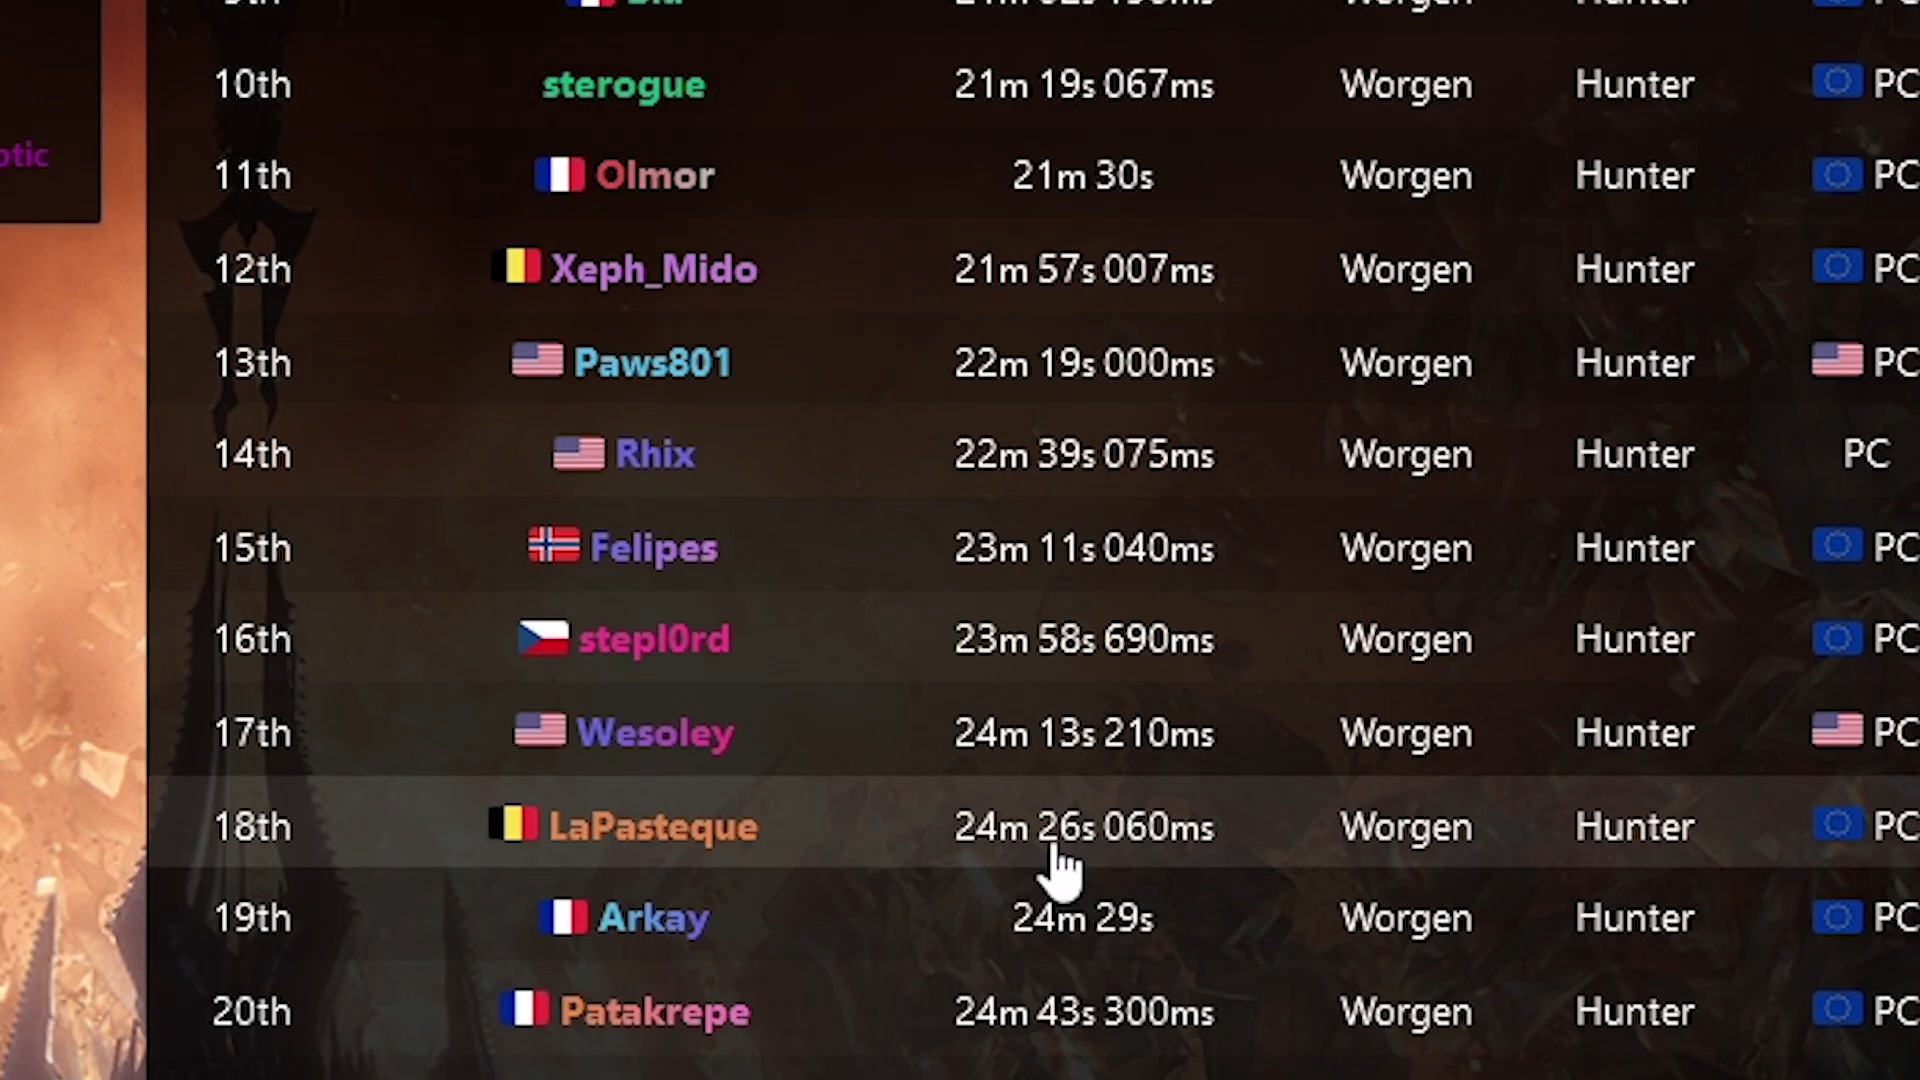 10th sterogue 21m 19s 067ms Worgen Hunter PC
11th Olmor 21m 30s Worgen Hunter PC
12th Xeph_Mido 21m 57s 007ms Worgen Hunter PC
13th Paws801 22m 19s 000ms Worgen Hunter PC
14th Rhix 22m 39s 075ms Worgen Hunter PC
15th Felipes 23m 11s 040ms Worgen Hunter PC
16th stepl0rd 23m 58s 690ms Worgen Hunter PC
17th Wesoley 24m 13s 210ms Worgen Hunter PC
18th LaPasteque 24m 26s 060ms Worgen Hunter PC
19th Arkay 24m 29s Worgen Hunter PC
20th Patakrepe 24m 43s 300ms Worgen Hunter PC